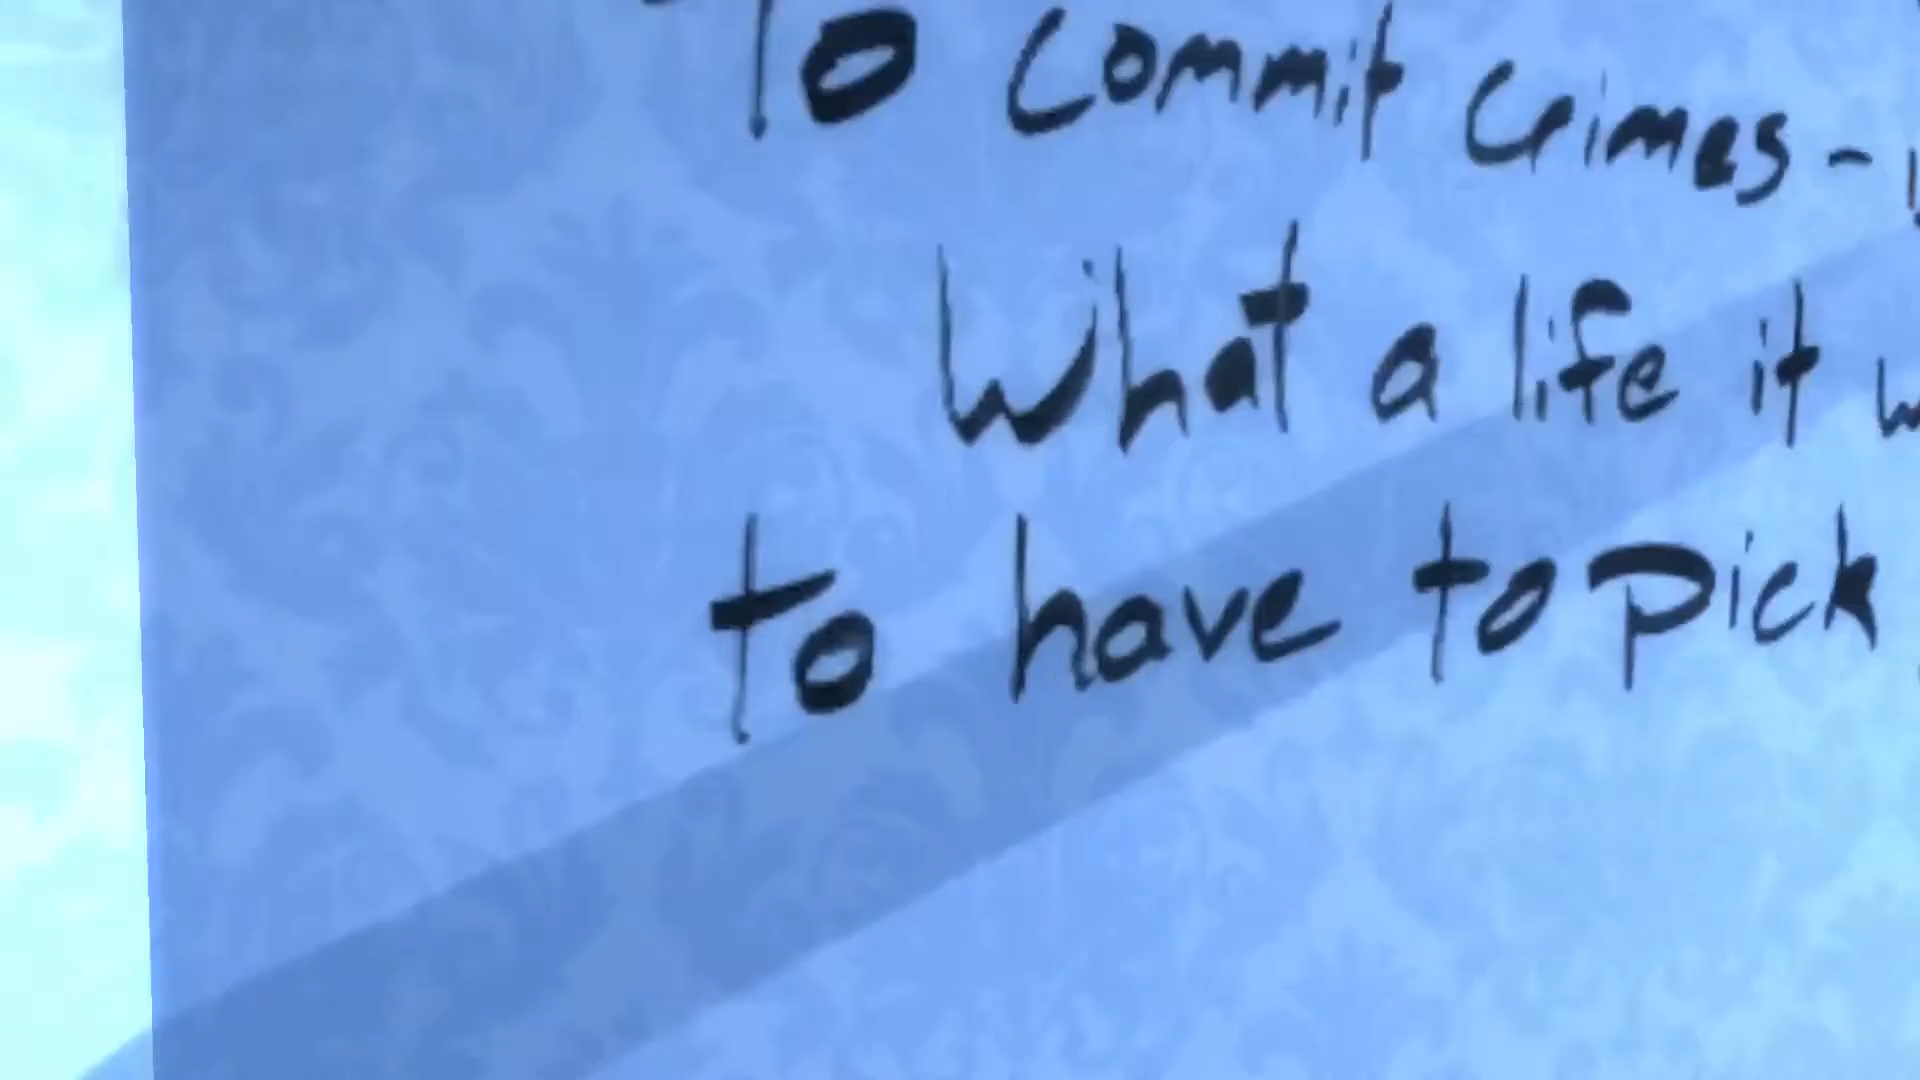 To commit crimes-
What a life it
to have to pick